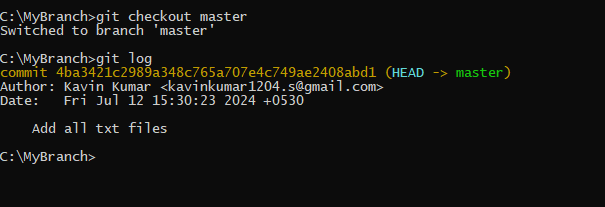 C:\MyBranch>git checkout master
Switched to branch 'master'
C:\MyBranch>git log
commit 4ba3421c2989a348c765a707e4c749ae2408abd1 (HEAD -> master)
Author: Kavin Kumar <kavinkumar1204.s@gmail.com>
Date:   Fri Jul 12 15:30:23 2024 +0530
    Add all txt files
C:\MyBranch>